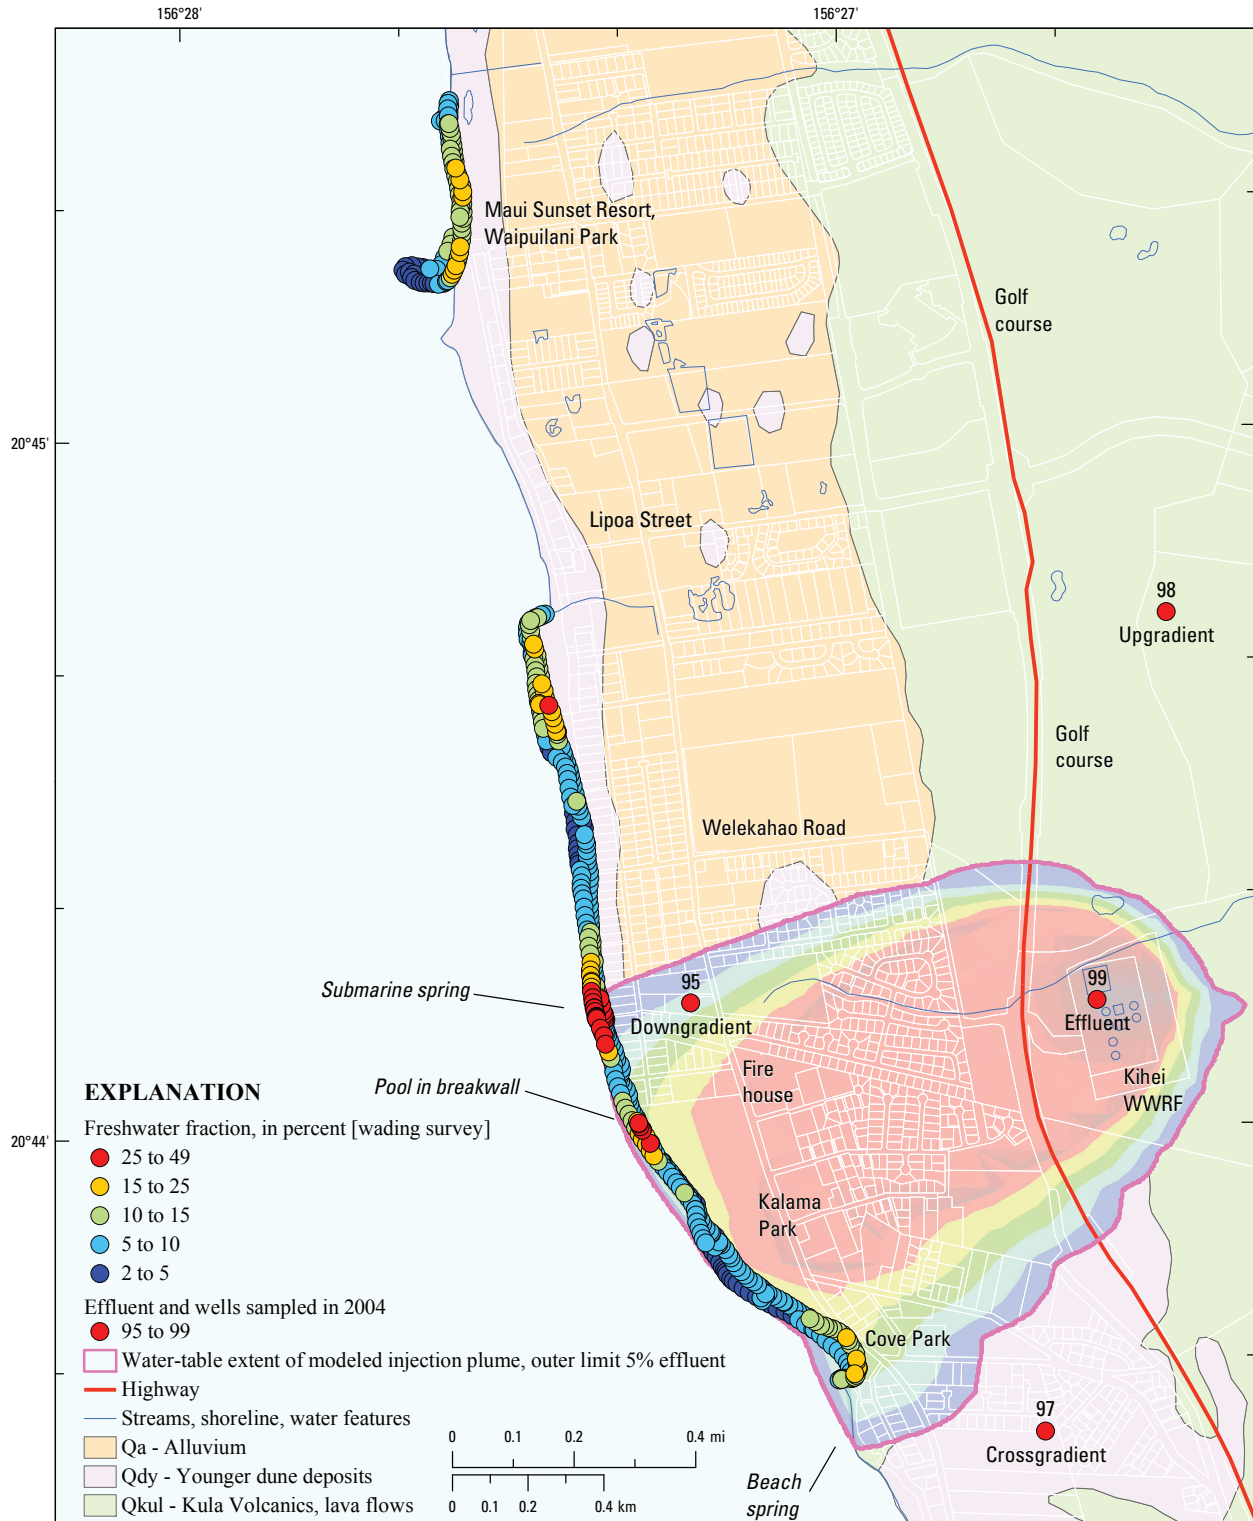 156°28'
156°27'
Maui Sunset Resort,
Waipuilani Park
Golf
course
20°45'
Lipoa Street
98
Upgradient
Golf
course
Welekahao Road
Submarine spring
95
Downgradient
99
Effluent
Fire
house
Kihei
WWRF
Pool in breakwall
20°44'
Kalama
Park
Cove Park
97
Crossgradient
Beach
spring
EXPLANATION
Freshwater fraction, in percent [wading survey]
25 to 49
15 to 25
10 to 15
5 to 10
2 to 5
Effluent and wells sampled in 2004
95 to 99
Water-table extent of modeled injection plume, outer limit 5% effluent
Highway
Streams, shoreline, water features
Qa - Alluvium
Qdy - Younger dune deposits
Qkul - Kula Volcanics, lava flows
0 0.1 0.2 0.4 mi
0 0.1 0.2 0.4 km